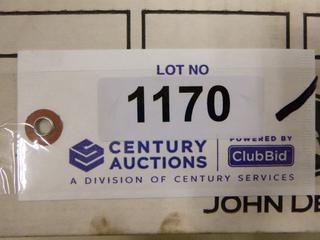 LOT NO
1170
CENTURY
AUCTIONS
POWERED BY
ClubBid
A DIVISION OF CENTURY SERVICES
JOHN DE